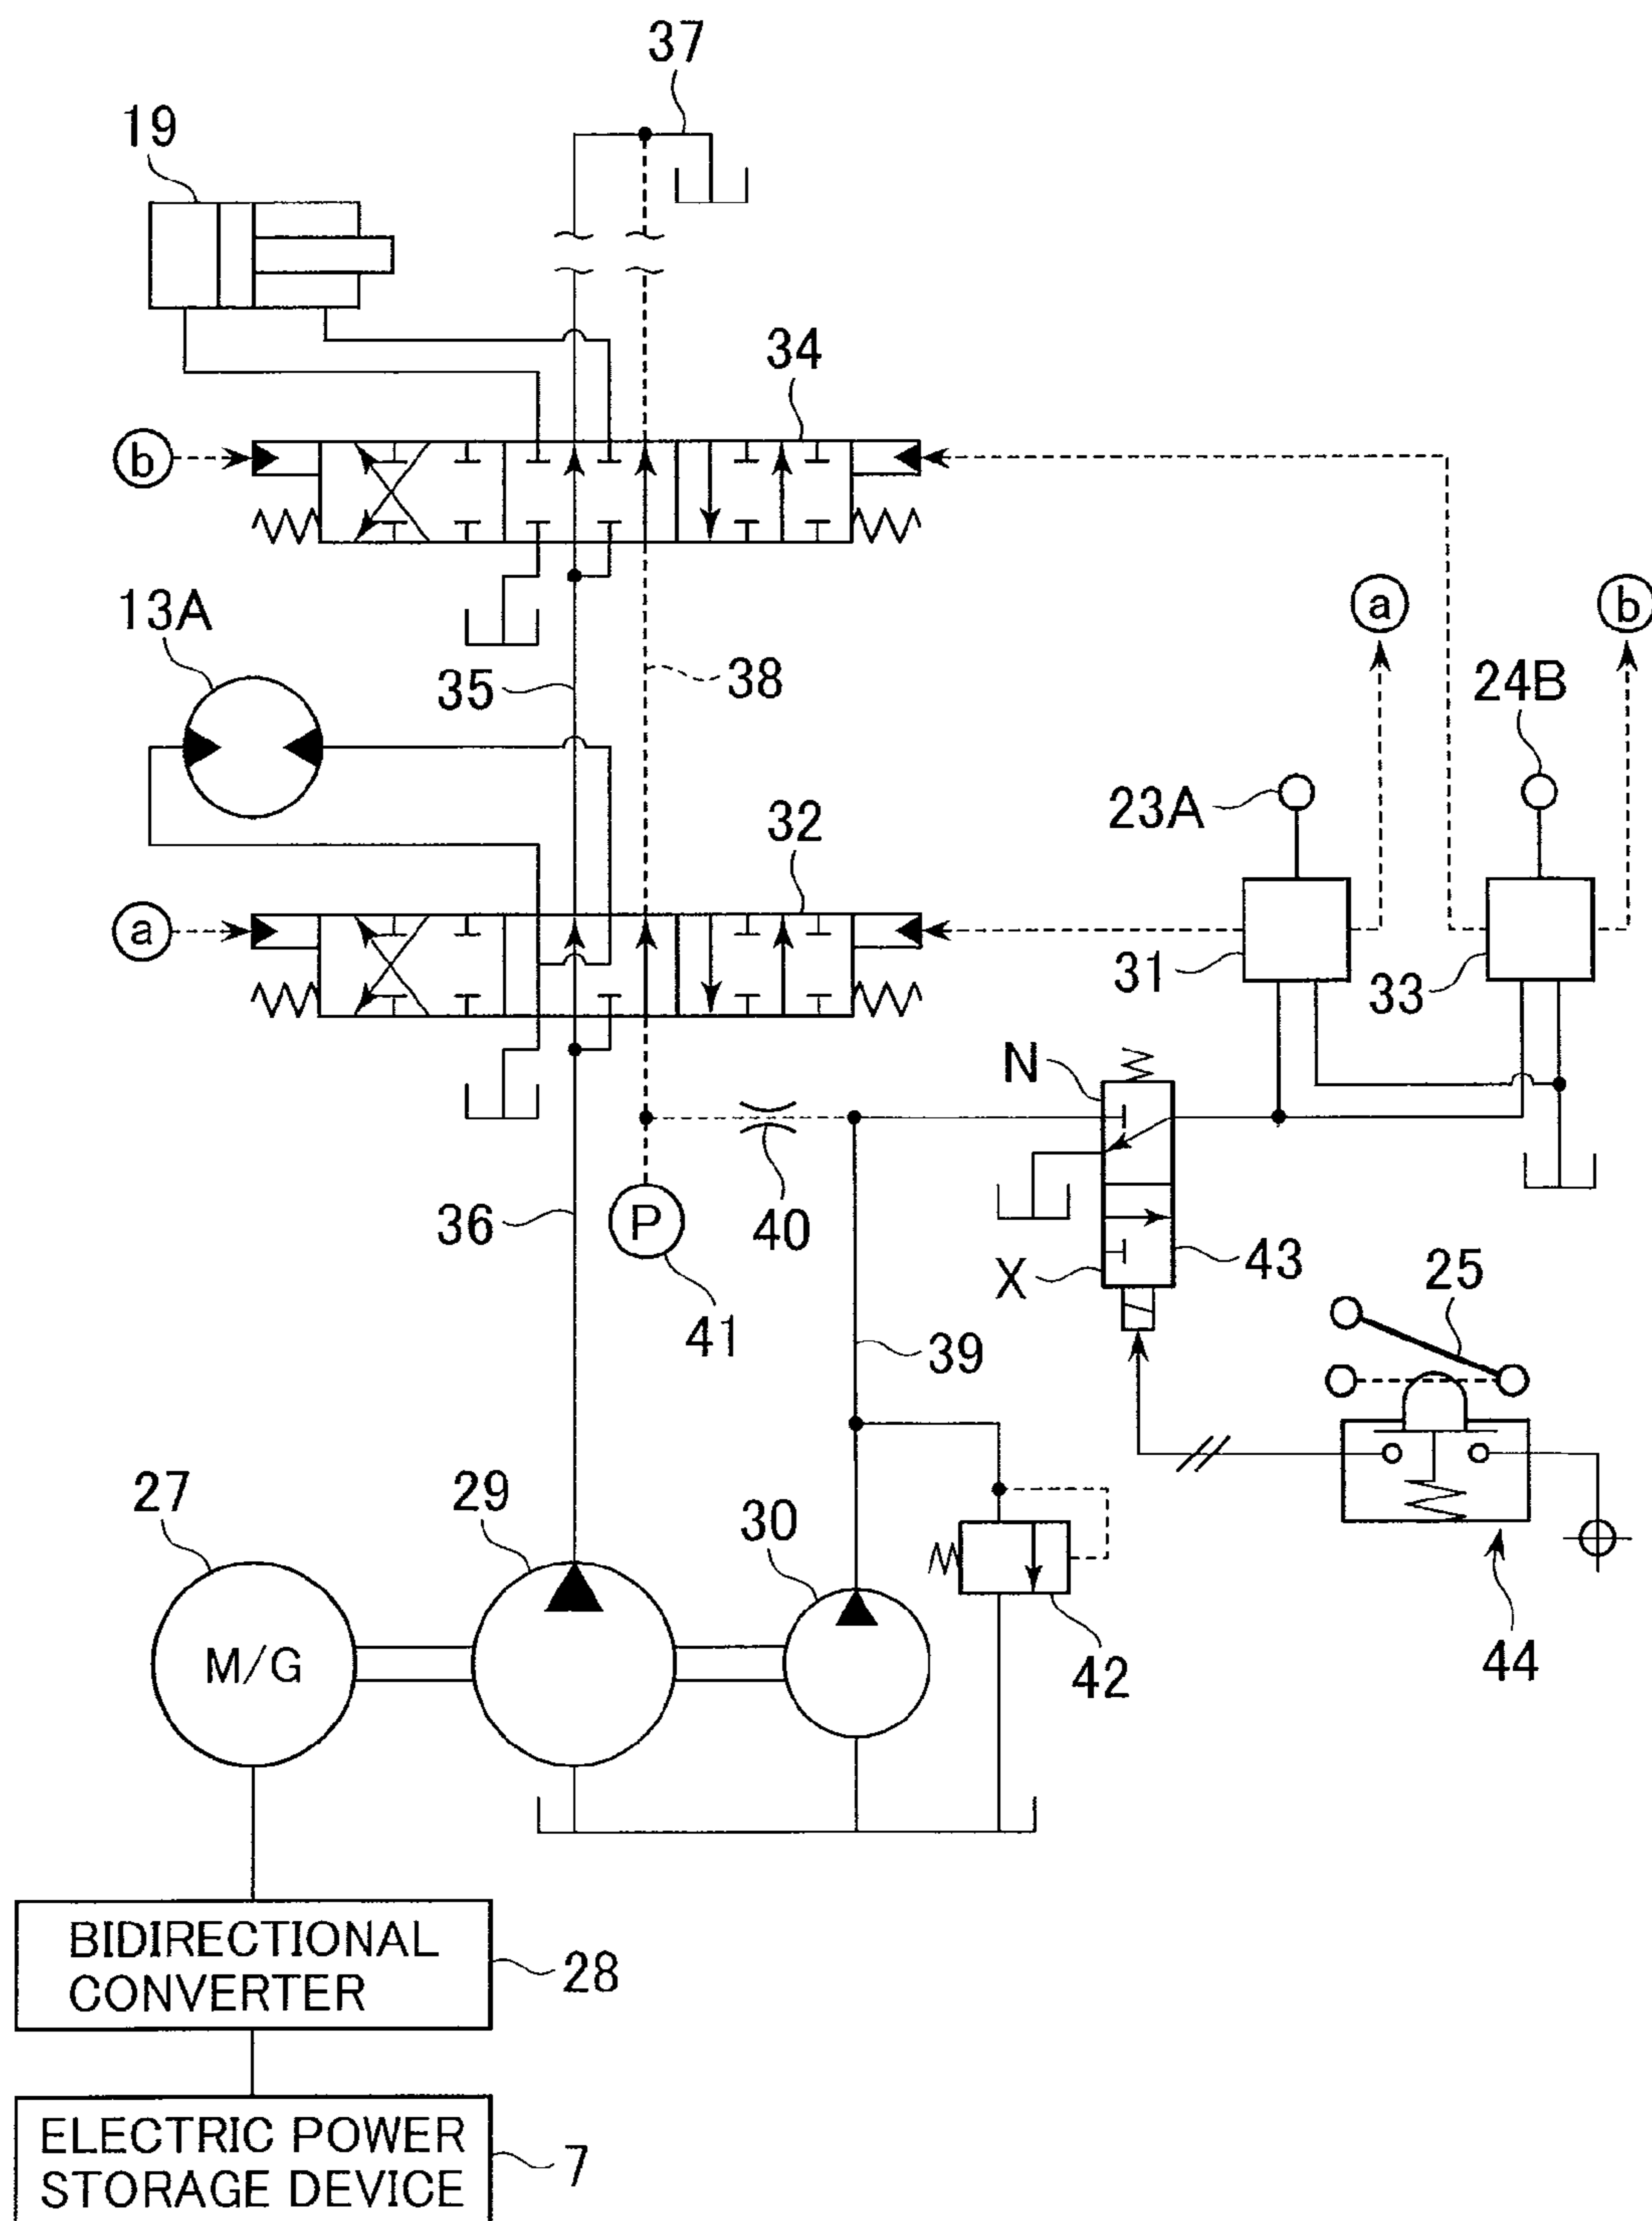 37
19
34
b
13A
a
b
35
38
24B
23A
32
a
31
33
N
36
P
40
X
43
25
41
39
27
29
30
M/G
42
44
BIDIRECTIONAL
CONVERTER
28
ELECTRIC POWER
STORAGE DEVICE
7